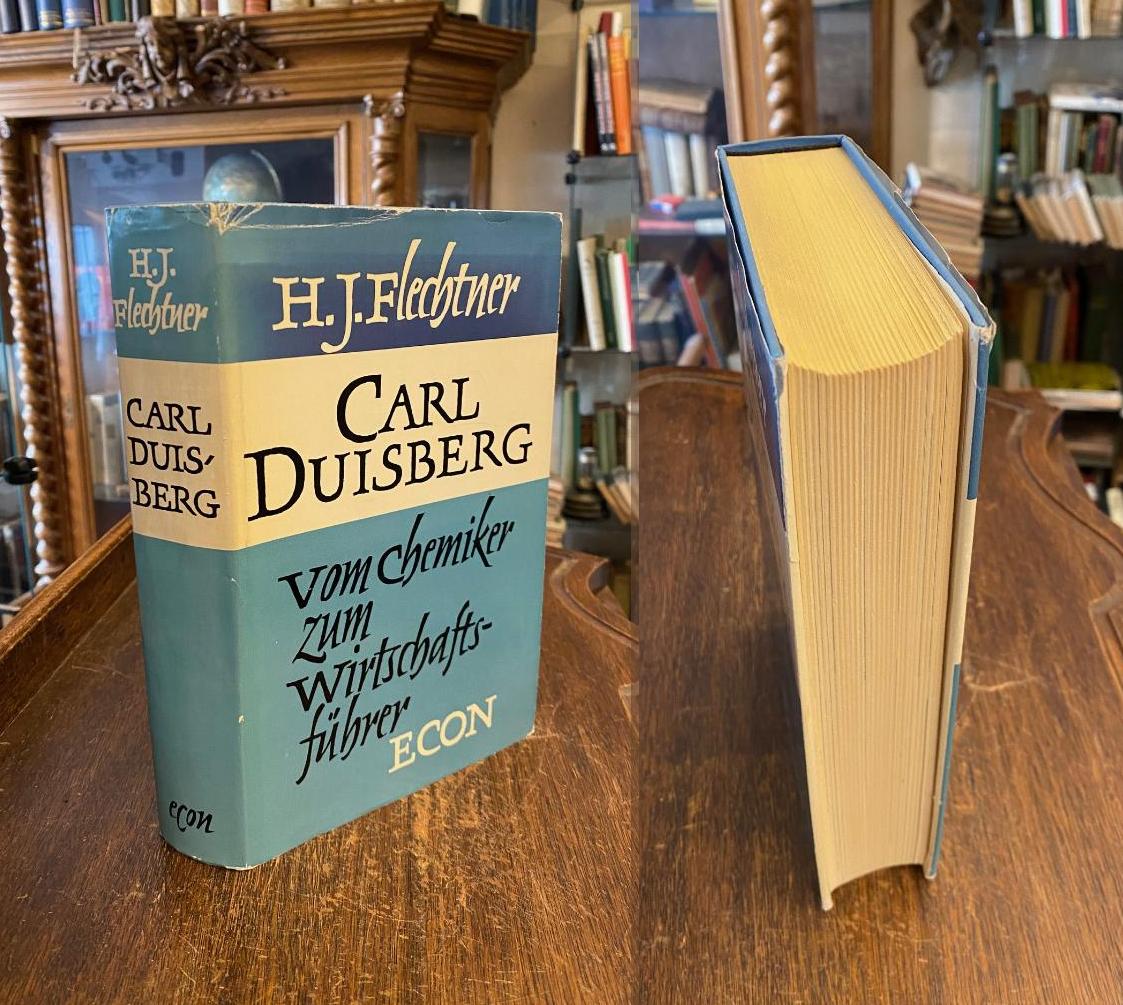 H.J.
Flechtner
CARL
DUIS-
BERG
econ
H.J.Flechtner
CARL
DUISBERG
vom chemiker
zum
wirtschafts-
führer
ECON